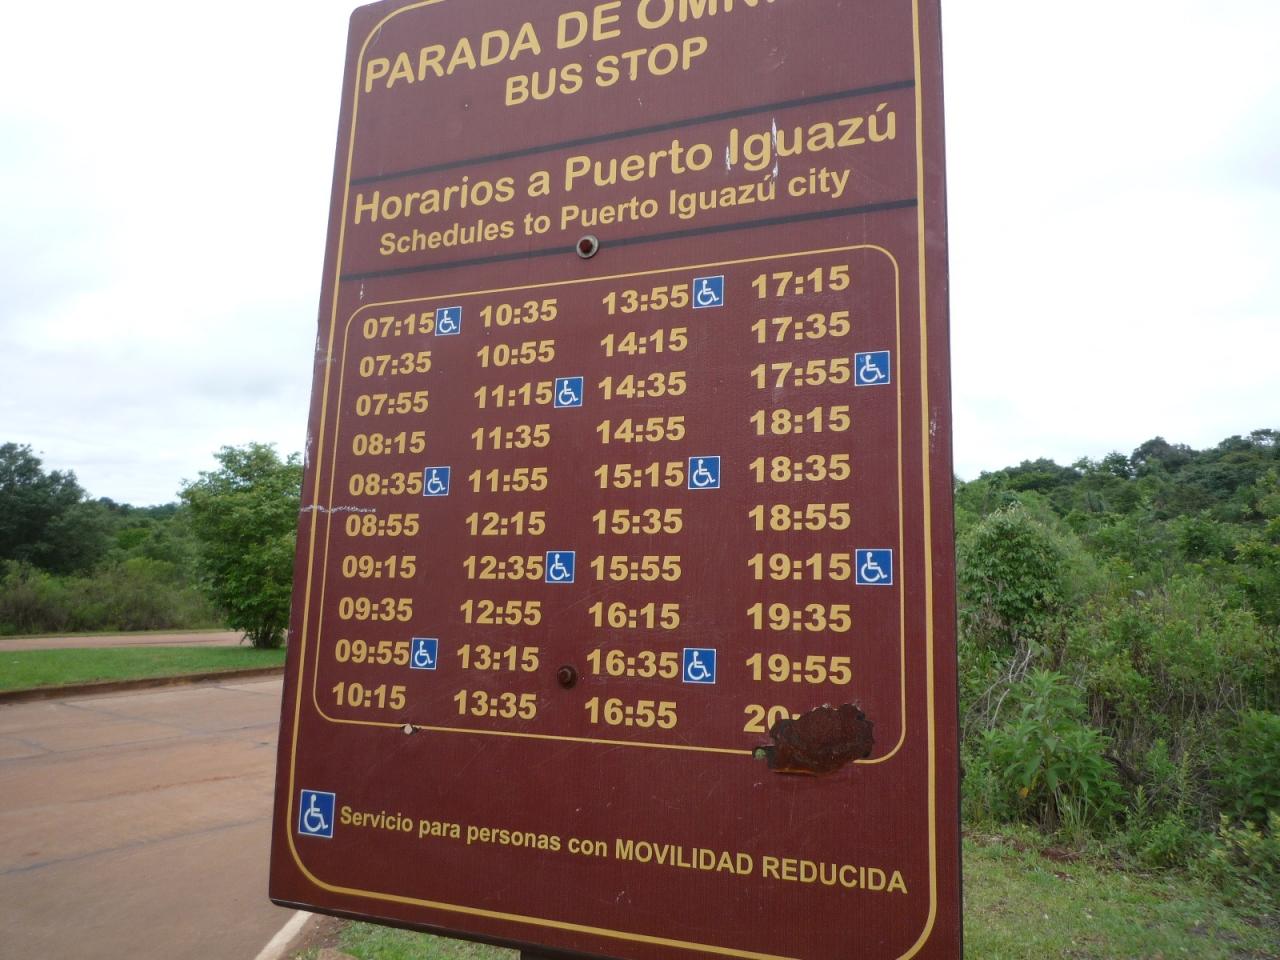 PARADA DE
BUS STOP
Horarios a Puerto Iguazú
Schedules to Puerto Iguazú city
07:15 10:35 13:55 17:15
07:35 10:55 14:15 17:35
07:55 11:15 14:35 17:55
08:15 11:35 14:55 18:15
08:35 11:55 15:15 18:35
08:55 12:15 15:35 18:55
09:15 12:35 15:55 19:15
09:35 12:55 16:15 19:35
09:55 13:15 16:35 19:55
10:15 13:35 16:55
Servicio para personas con MOVILIDAD REDUCIDA